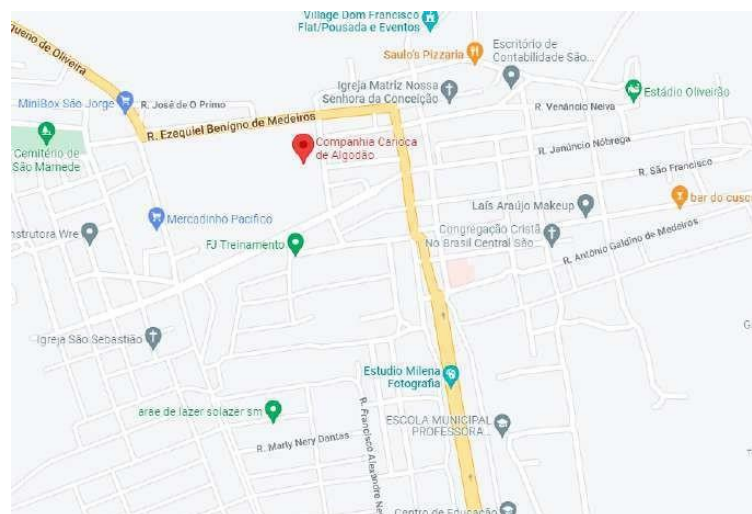 Village Dom Francisco
Flat/Pousada e Eventos
Saulo's Pizzaria
Escritório de
Contabilidade São...
queno de Oliveira
MiniBox São Jorge
R. José de O Primo
Igreja Matriz Nossa
Senhora da Conceição
Estádio Oliveirão
R. Venâncio Neiva
R. Ezequiel Benigno de Medeiros
Companhia Carioca
de Algodão
R. Janúncio Nóbrega
Cemitério de
São Mamede
R. São Francisco
bar do cusc
Laís Araújo Makeup
Mercadinho Pacifico
nstrutora Wre
FJ Treinamento
Congregação Cristã
No Brasil Central São...
R. Antônio Galdino de Medeiros
Igreja São Sebastião
Estudio Milena
Fotografia
arae de lazer solazer sm
R. Francisco Alexandre Ne
ESCOLA MUNICIPAL
PROFESSORA...
R. Marly Nery Dantas
Centro de Educação